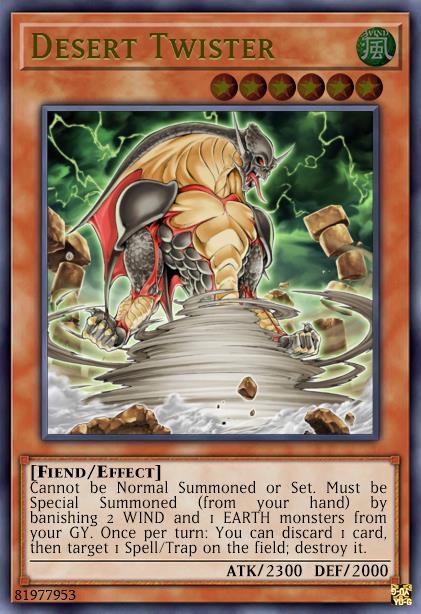 DESERT TWISTER
WIND
風
[FIEND/EFFECT]
Cannot be Normal Summoned or Set. Must be
Special Summoned (from your hand) by
banishing 2 WIND and 1 EARTH monsters from
your GY. Once per turn: You can discard 1 card,
then target 1 Spell/Trap on the field; destroy it.
ATK/2300 DEF/2000
81977953